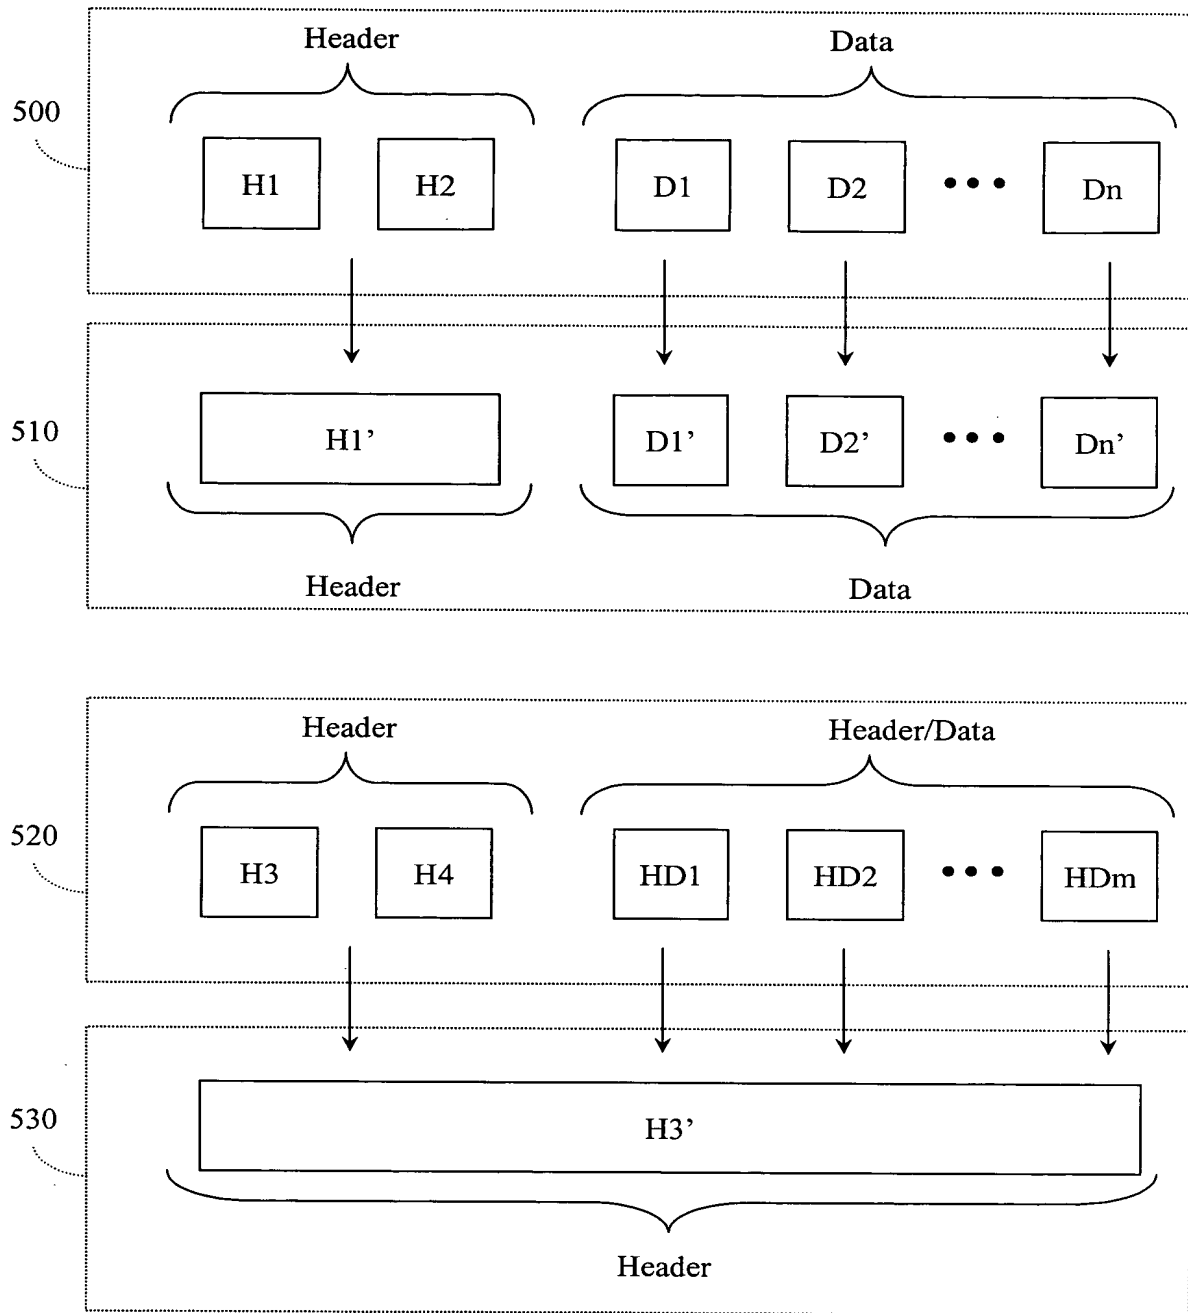 Header Data
500
H1 H2 D1 D2 ••• Dn
510
H1’ D1’ D2’ ••• Dn’
Header Data
Header Header/Data
520
H3 H4 HD1 HD2 ••• HDm
530
H3’
Header